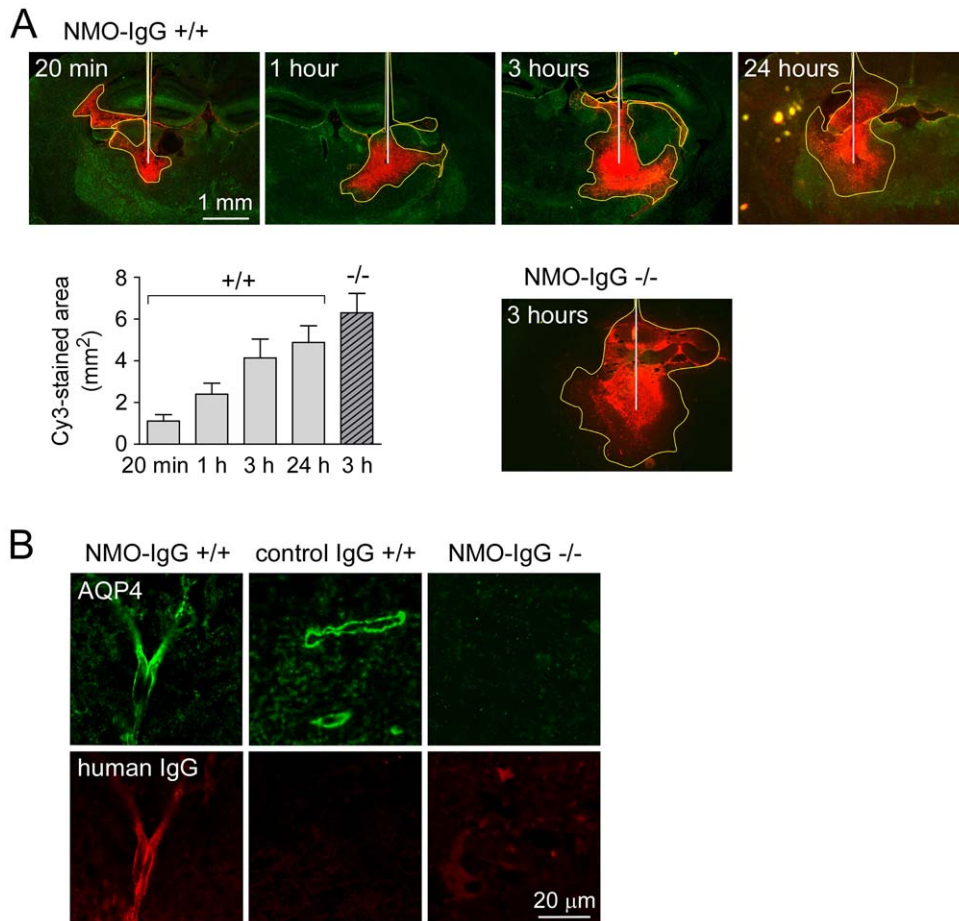 A
NMO-IgG +/+
20 min
1 hour
3 hours
24 hours
1 mm
Cy3-stained area
(mm²)
8
6
4
2
0
+/+
-/-
20 min 1 h 3 h 24 h 3 h
NMO-IgG -/-
3 hours
B
NMO-IgG +/+ control IgG +/+ NMO-IgG -/-
AQP4
human IgG
20 µm